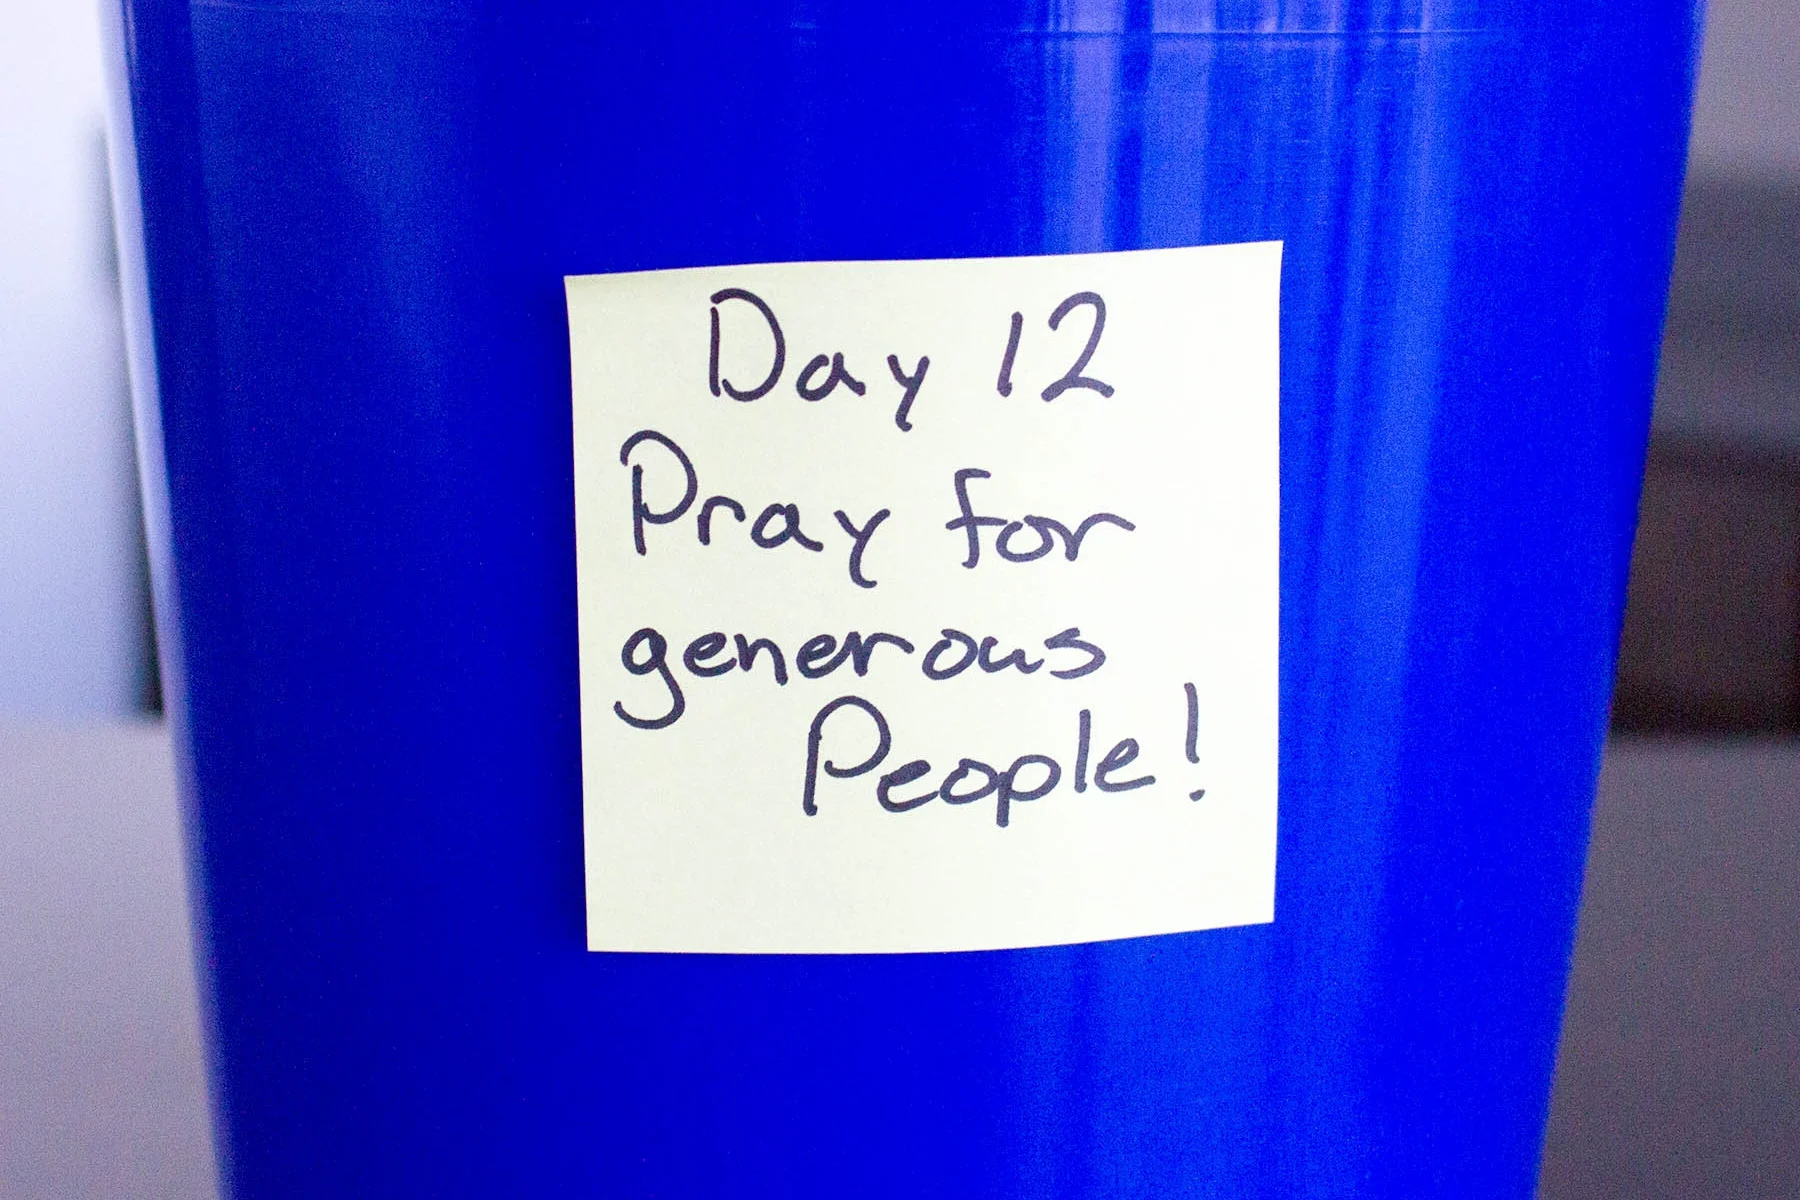 Day 12
Pray for
generous
People!